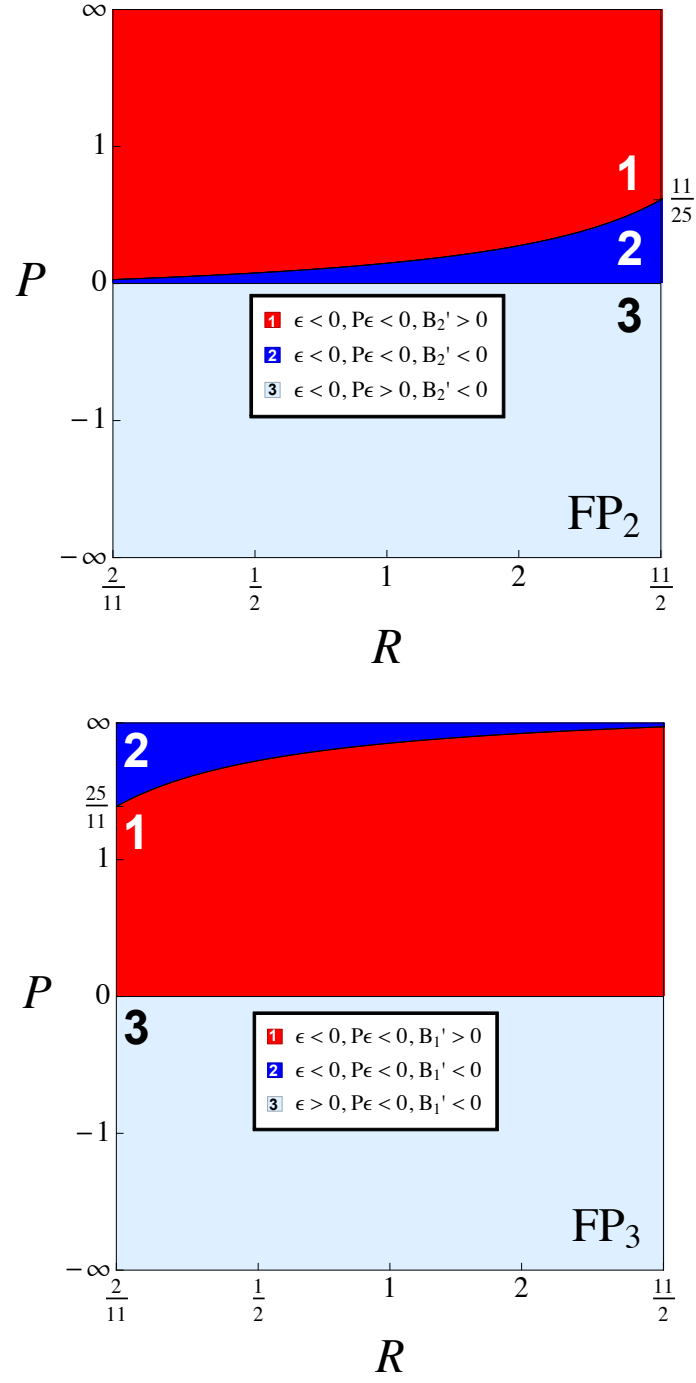 ∞
1
1
11/25
2
P
0
3
1 ϵ < 0, Pϵ < 0, B₂' > 0
2 ϵ < 0, Pϵ < 0, B₂' < 0
3 ϵ < 0, Pϵ > 0, B₂' < 0
−1
FP₂
−∞
2/11 1/2 1 2 11/2
R
∞
2
25/11
1
1
P
0
3
1 ϵ < 0, Pϵ < 0, B₁' > 0
2 ϵ < 0, Pϵ < 0, B₁' < 0
3 ϵ > 0, Pϵ < 0, B₁' < 0
−1
FP₃
−∞
2/11 1/2 1 2 11/2
R